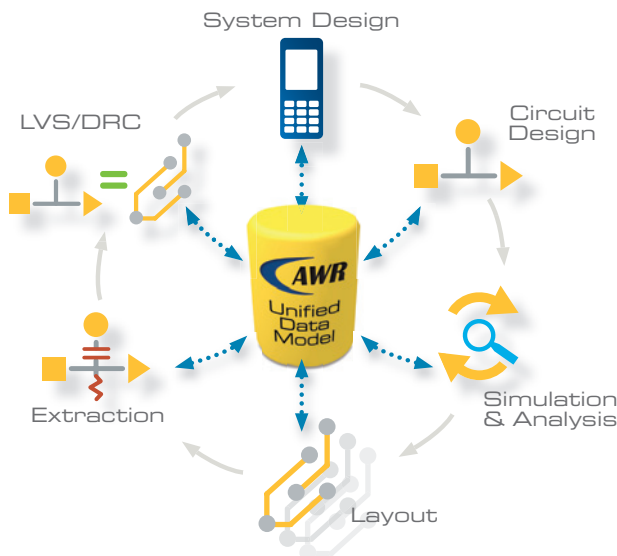 System Design
LVS/DRC
Circuit
Design
AWR
Unified
Data
Model
Extraction
Simulation
& Analysis
Layout